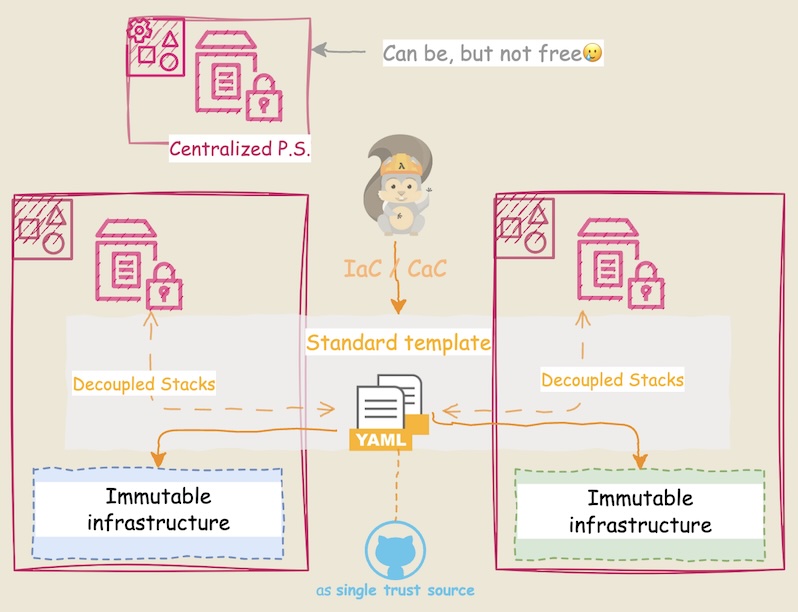 Can be, but not free🥲
Centralized P.S.
IaC / CaC
Standard template
Decoupled Stacks
Decoupled Stacks
YAML
Immutable
infrastructure
Immutable
infrastructure
as single trust source